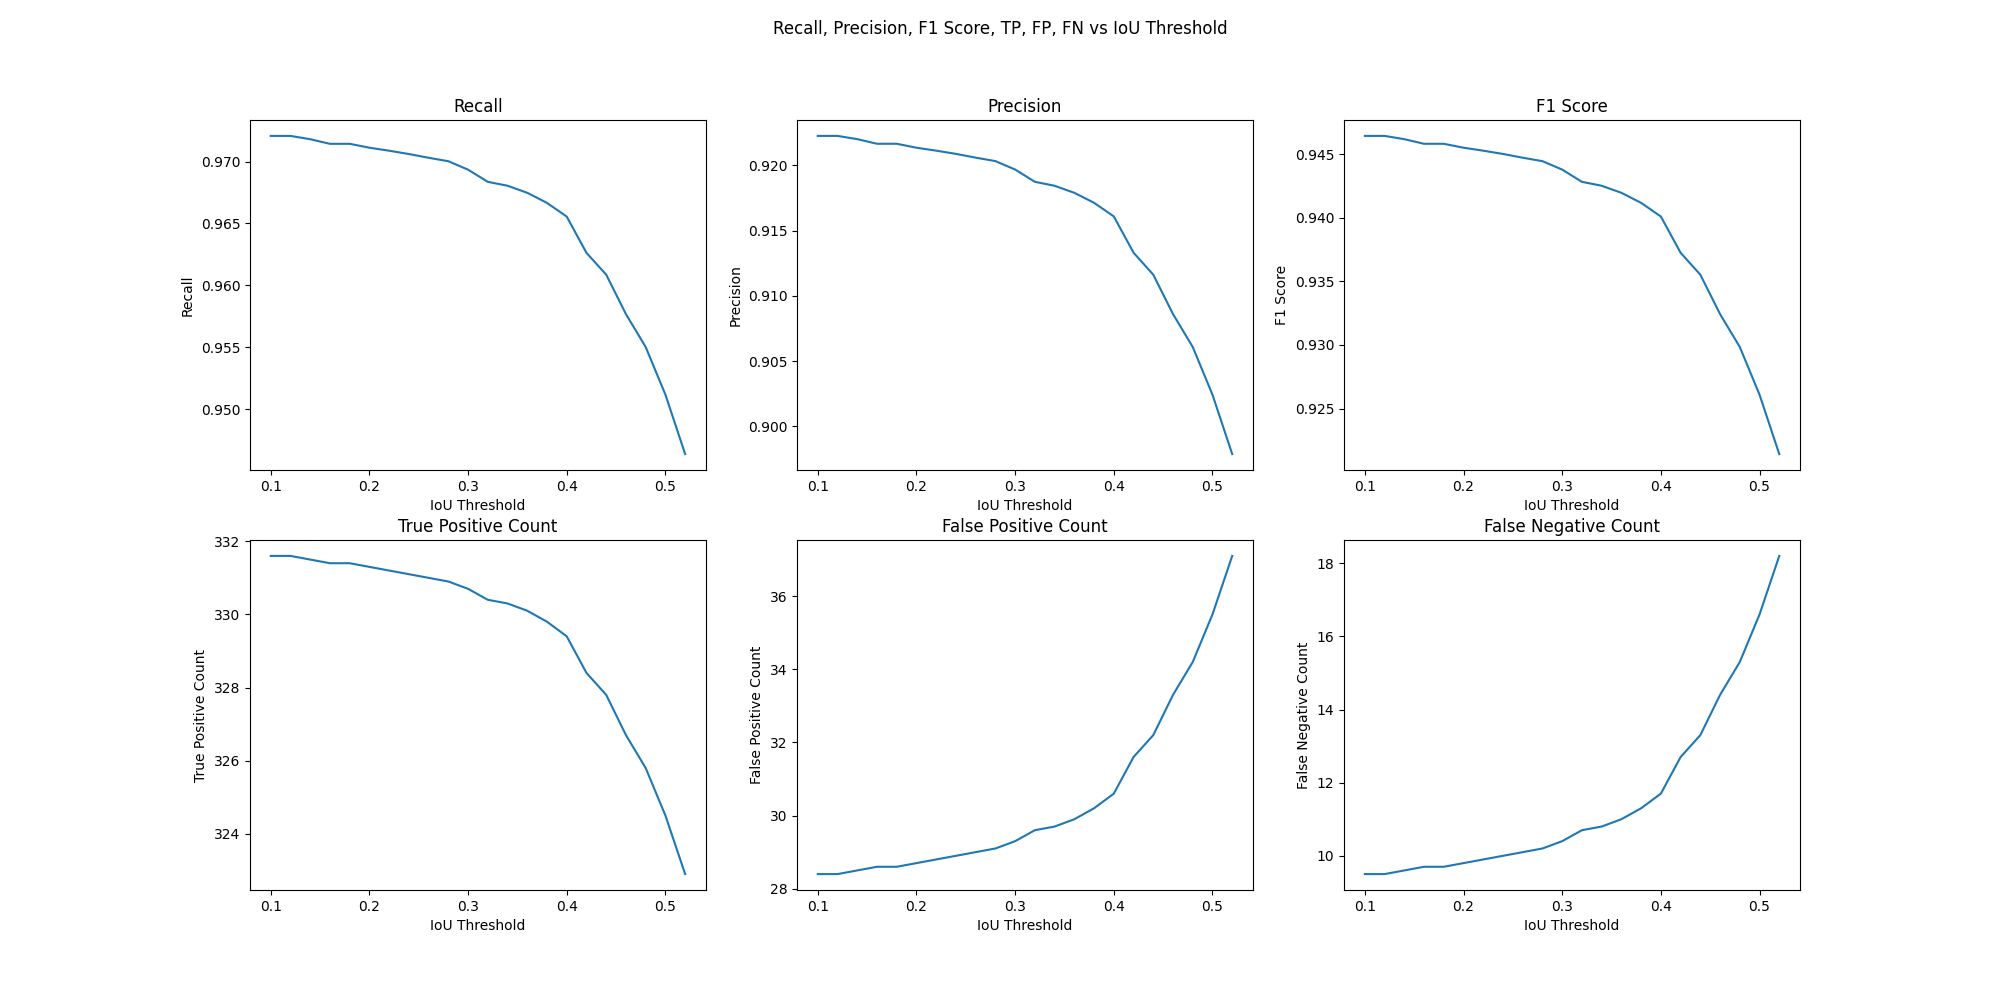 Recall, Precision, F1 Score, TP, FP, FN vs IoU Threshold
Recall
Recall
0.970
0.965
0.960
0.955
0.950
0.1 0.2 0.3 0.4 0.5
IoU Threshold
Precision
Precision
0.920
0.915
0.910
0.905
0.900
0.1 0.2 0.3 0.4 0.5
IoU Threshold
F1 Score
F1 Score
0.945
0.940
0.935
0.930
0.925
0.1 0.2 0.3 0.4 0.5
IoU Threshold
True Positive Count
True Positive Count
332
330
328
326
324
0.1 0.2 0.3 0.4 0.5
IoU Threshold
False Positive Count
False Positive Count
36
34
32
30
28
0.1 0.2 0.3 0.4 0.5
IoU Threshold
False Negative Count
False Negative Count
18
16
14
12
10
0.1 0.2 0.3 0.4 0.5
IoU Threshold